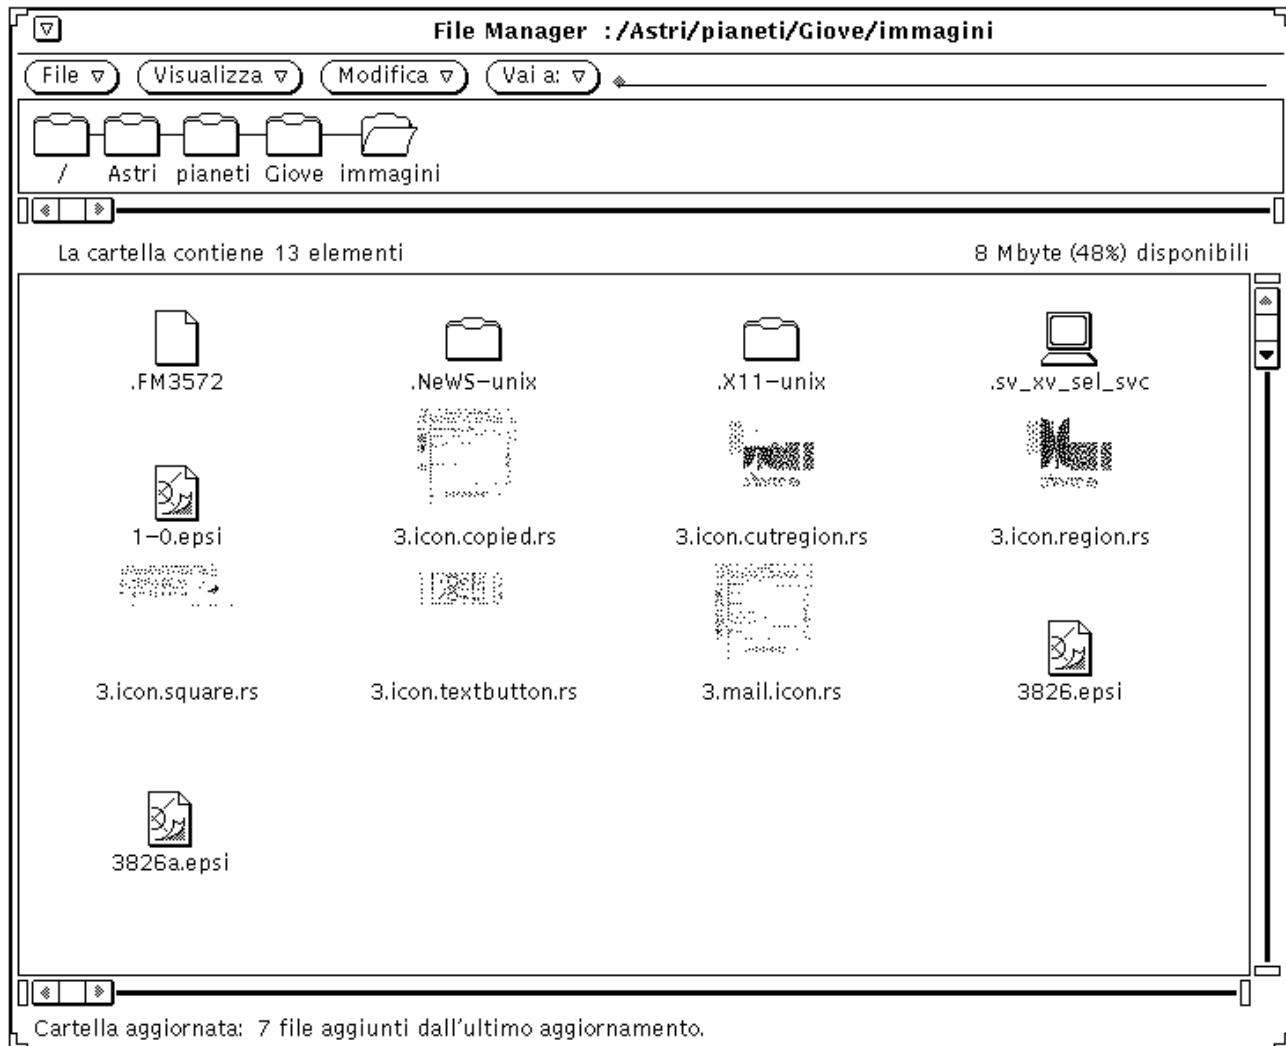 File Manager : /Astri/pianeti/Giove/immagini
File Visualizza Modifica Vai a:
/ Astri pianeti Giove immagini
La cartella contiene 13 elementi 8 Mbyte (48%) disponibili
.FM3572 .NeWS-unix .X11-unix .sv_xv_sel_svc
1-0.epsi 3.icon.copied.rs 3.icon.cutregion.rs 3.icon.region.rs
3.icon.square.rs 3.icon.textbutton.rs 3.mail.icon.rs 3826.epsi
3826a.epsi
Cartella aggiornata: 7 file aggiunti dall'ultimo aggiornamento.